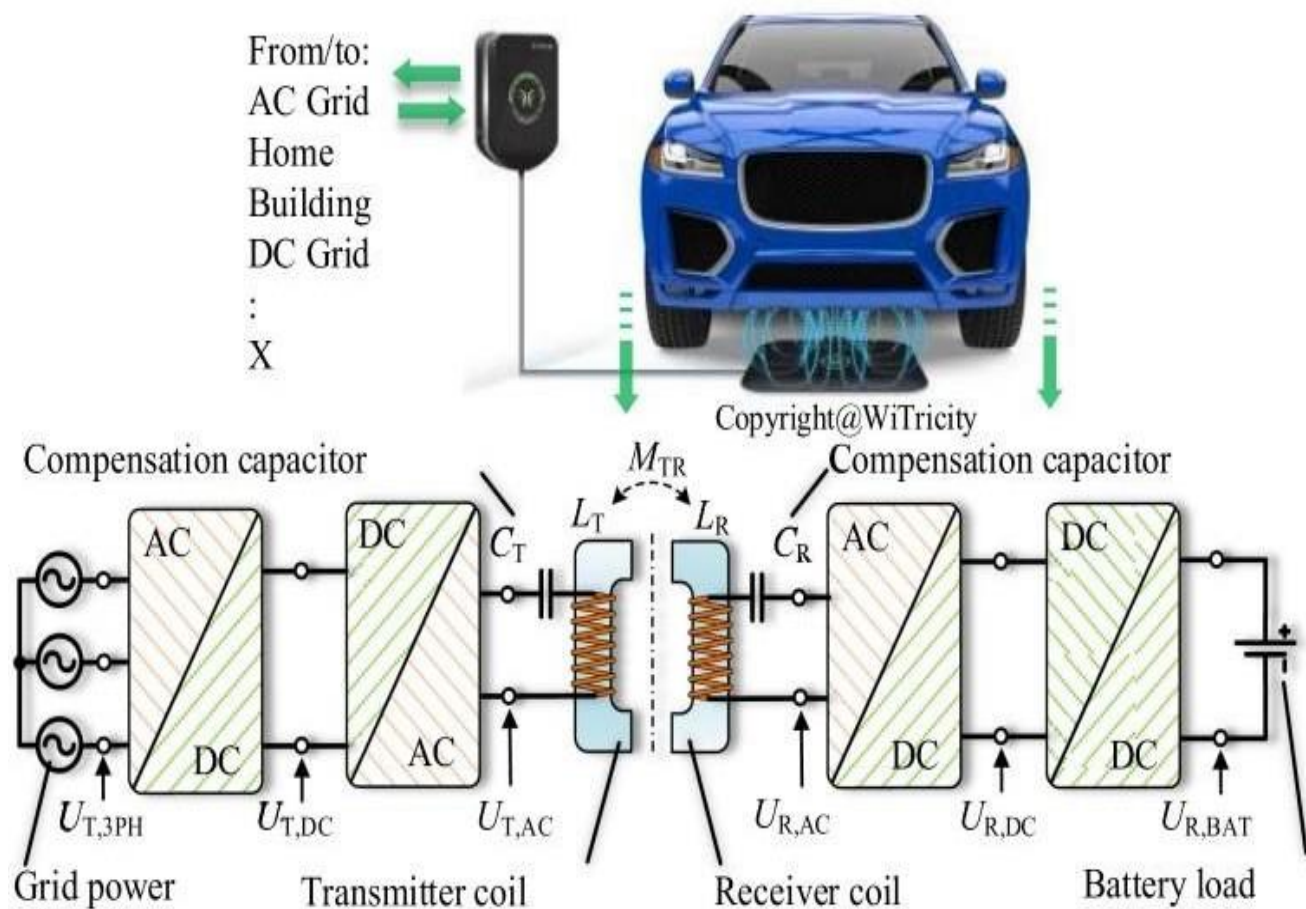 From/to:
AC Grid
Home
Building
DC Grid
:
X
Copyright@WiTricity
Compensation capacitor
M_TR
Compensation capacitor
L_T
L_R
C_T
C_R
AC
DC
DC
AC
AC
DC
DC
DC
+
U_T,3PH
U_T,DC
U_T,AC
U_R,AC
U_R,DC
U_R,BAT
Grid power
Transmitter coil
Receiver coil
Battery load